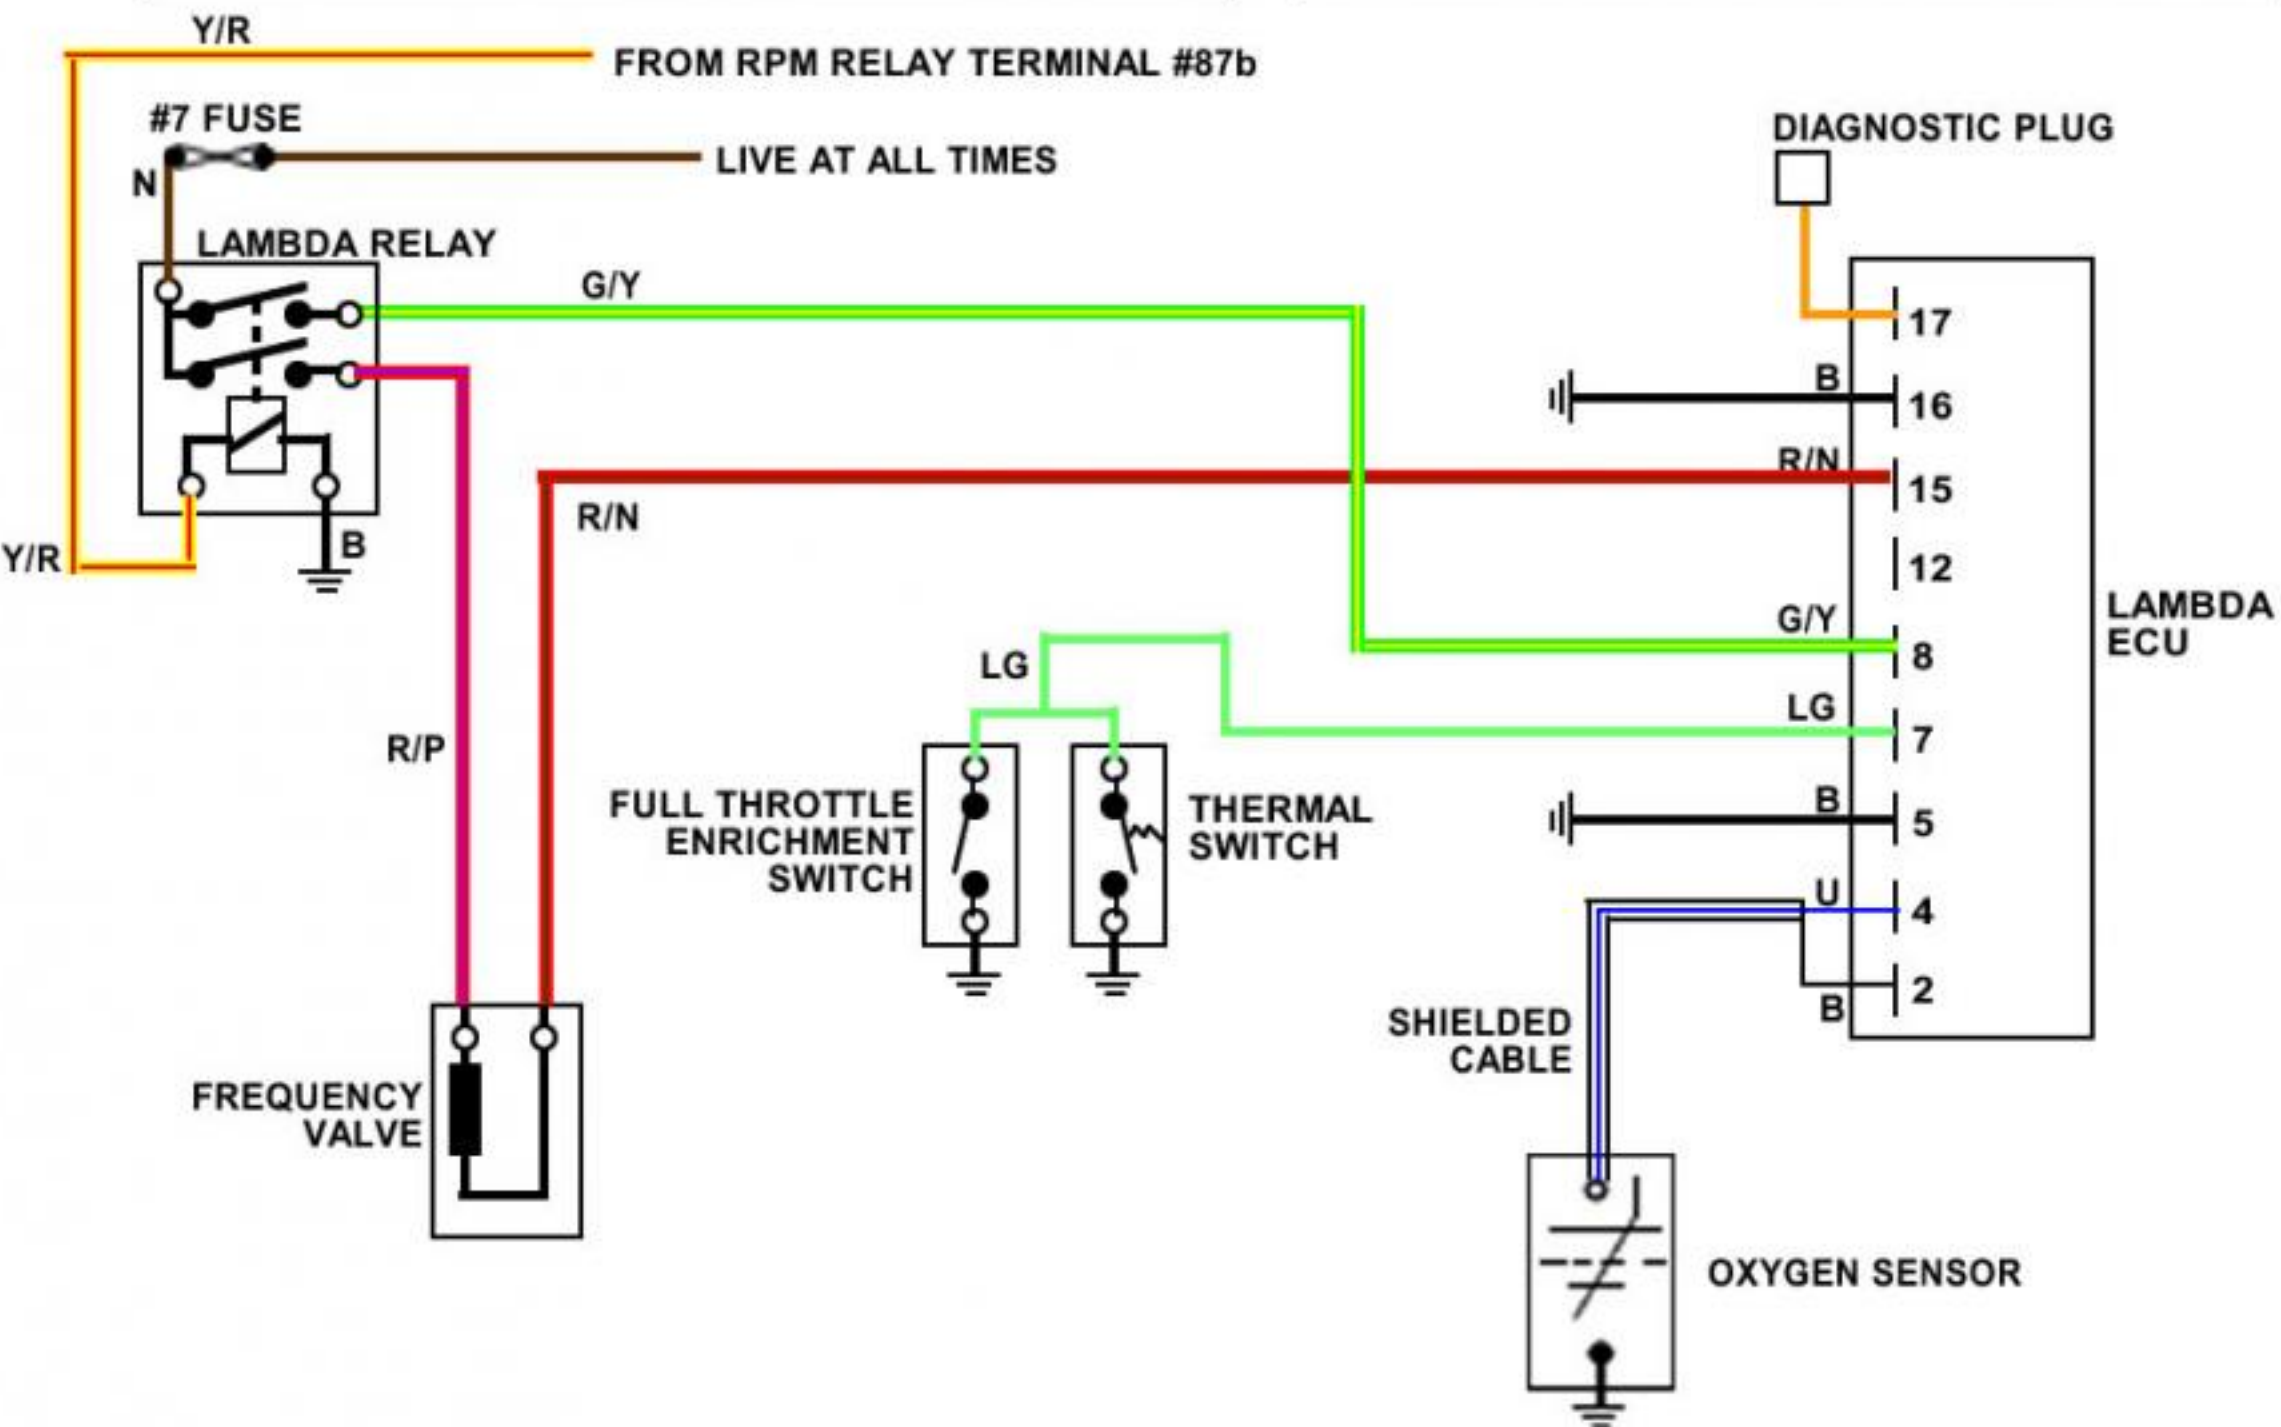 Y/R
FROM RPM RELAY TERMINAL #87b
#7 FUSE
DIAGNOSTIC PLUG
LIVE AT ALL TIMES
N
LAMBDA RELAY
G/Y
17
B
16
R/N
15
R/N
Y/R
B
12
G/Y
LAMBDA
ECU
8
LG
LG
7
R/P
FULL THROTTLE
ENRICHMENT
SWITCH
THERMAL
SWITCH
B
5
U
4
2
B
SHIELDED
CABLE
FREQUENCY
VALVE
OXYGEN SENSOR